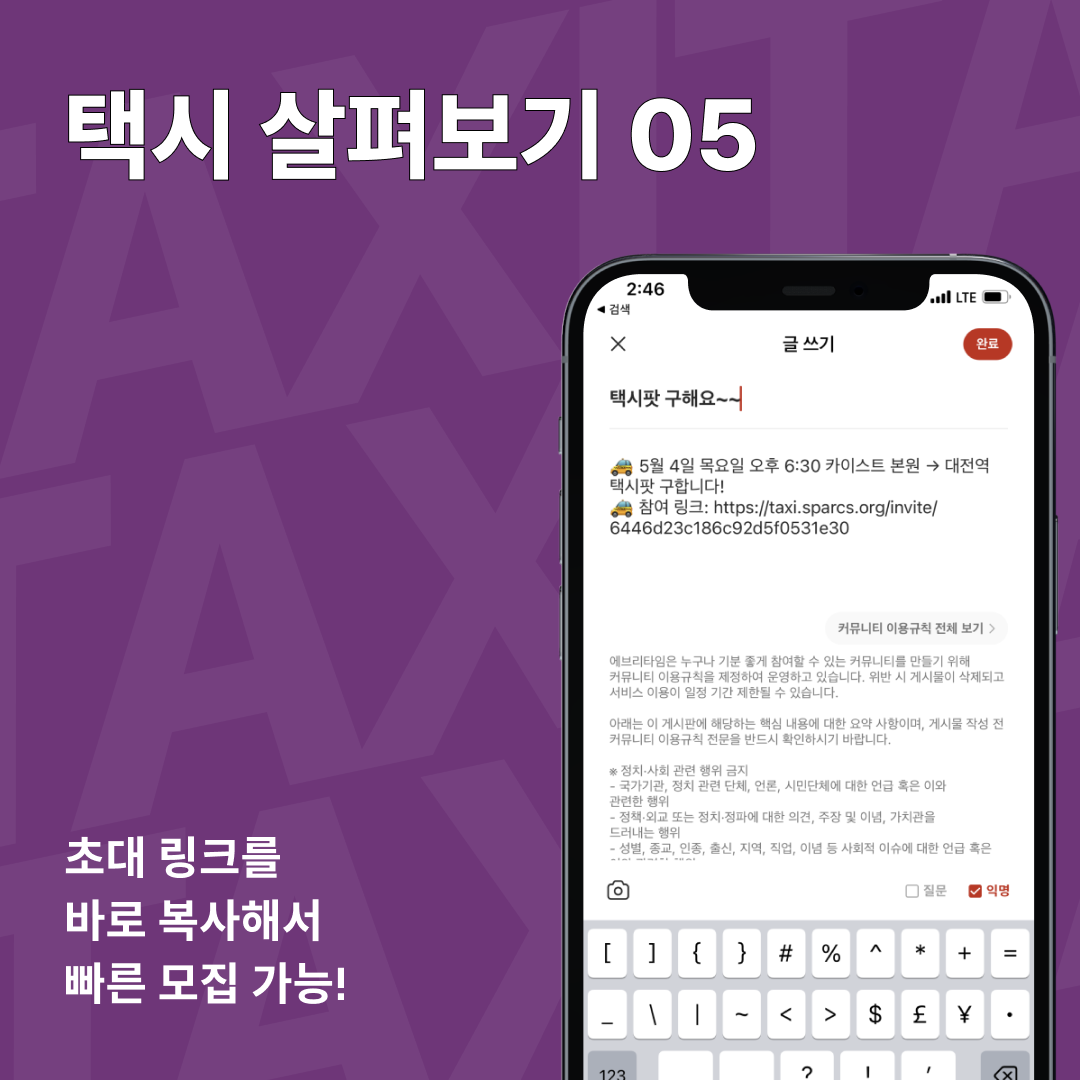 택시 살펴보기 05
2:46
LTE
◀ 검색
글 쓰기
완료
택시팟 구해요~~
🚕 5월 4일 목요일 오후 6:30 카이스트 본원 → 대전역
택시팟 구합니다!
🚕 참여 링크: https://taxi.sparcs.org/invite/
6446d23c186c92d5f0531e30
커뮤니티 이용규칙 전체 보기 >
에브리타임은 누구나 기분 좋게 참여할 수 있는 커뮤니티를 만들기 위해
커뮤니티 이용규칙을 제정하여 운영하고 있습니다. 위반 시 게시물이 삭제되고
서비스 이용이 일정 기간 제한될 수 있습니다.
아래는 이 게시판에 해당하는 핵심 내용에 대한 요약 사항이며, 게시물 작성 전
커뮤니티 이용규칙 전문을 반드시 확인하시기 바랍니다.
※ 정치·사회 관련 행위 금지
- 국가기관, 정치 관련 단체, 언론, 시민단체에 대한 언급 혹은 이와
관련한 행위
- 정책·외교 또는 정치·정파에 대한 의견, 주장 및 이념, 가치관을
드러내는 행위
- 성별, 종교, 인종, 출신, 지역, 직업, 이념 등 사회적 이슈에 대한 언급 혹은
질문
익명
[ ] { } # % ^ * + =
_ \ | ~ < > $ £ ¥ •
123 ? ! ′
초대 링크를
바로 복사해서
빠른 모집 가능!
TAXITA
TAXI
TAX